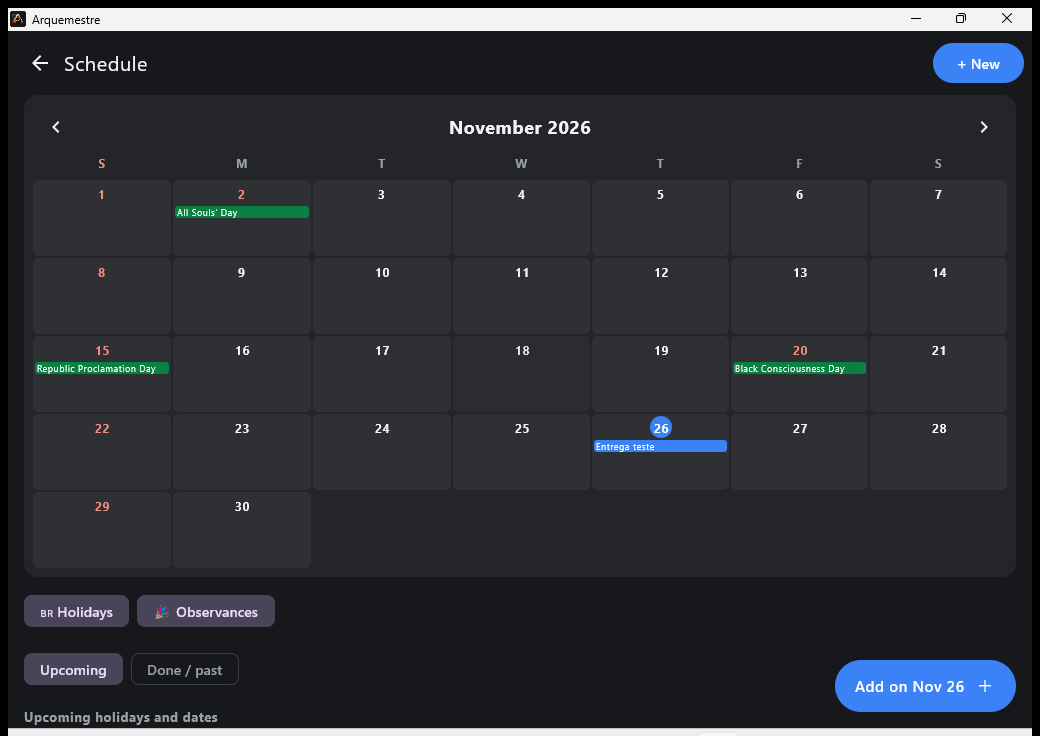 Arquemestre
Schedule
+ New
November 2026
S M T W T F S
1 2 3 4 5 6 7
All Souls' Day
8 9 10 11 12 13 14
15 16 17 18 19 20 21
Republic Proclamation Day Black Consciousness Day
22 23 24 25 26 27 28
Entrega teste
29 30
BR Holidays Observances
Upcoming Done / past
Add on Nov 26 +
Upcoming holidays and dates